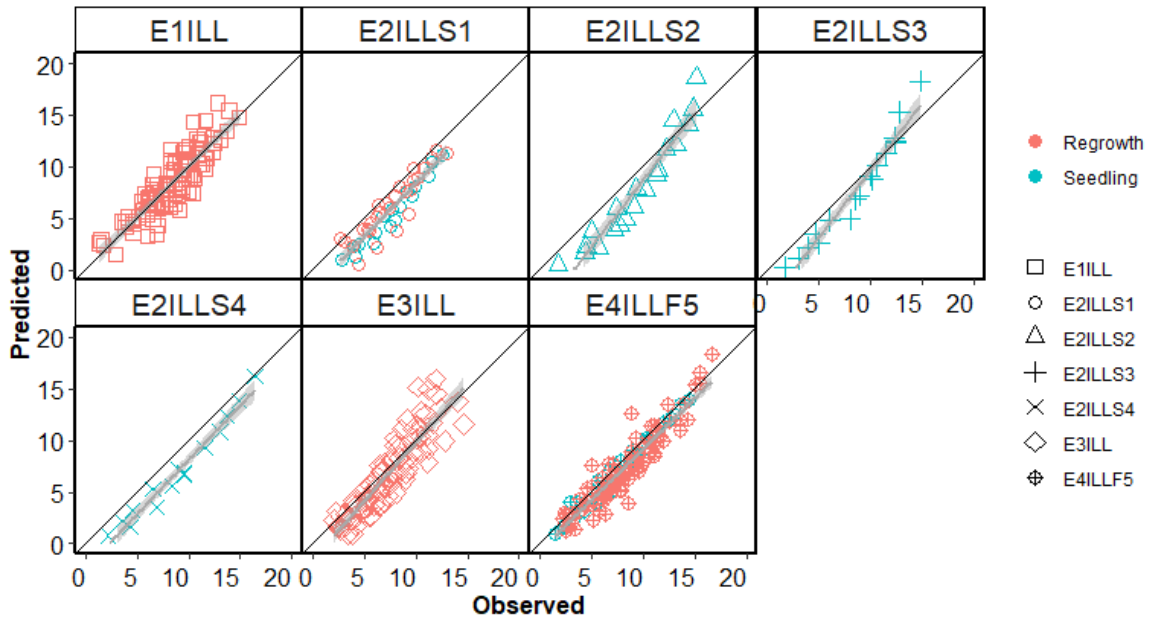 E1ILL E2ILLS1 E2ILLS2 E2ILLS3
20
15
10
5
0
0 5 10 15 20
E2ILLS4 E3ILL E4ILLF5
20
15
10
5
0
0 5 10 15 20 0 5 10 15 20 0 5 10 15 20
Predicted
Observed
Regrowth
Seedling
E1ILL
E2ILLS1
E2ILLS2
E2ILLS3
E2ILLS4
E3ILL
E4ILLF5